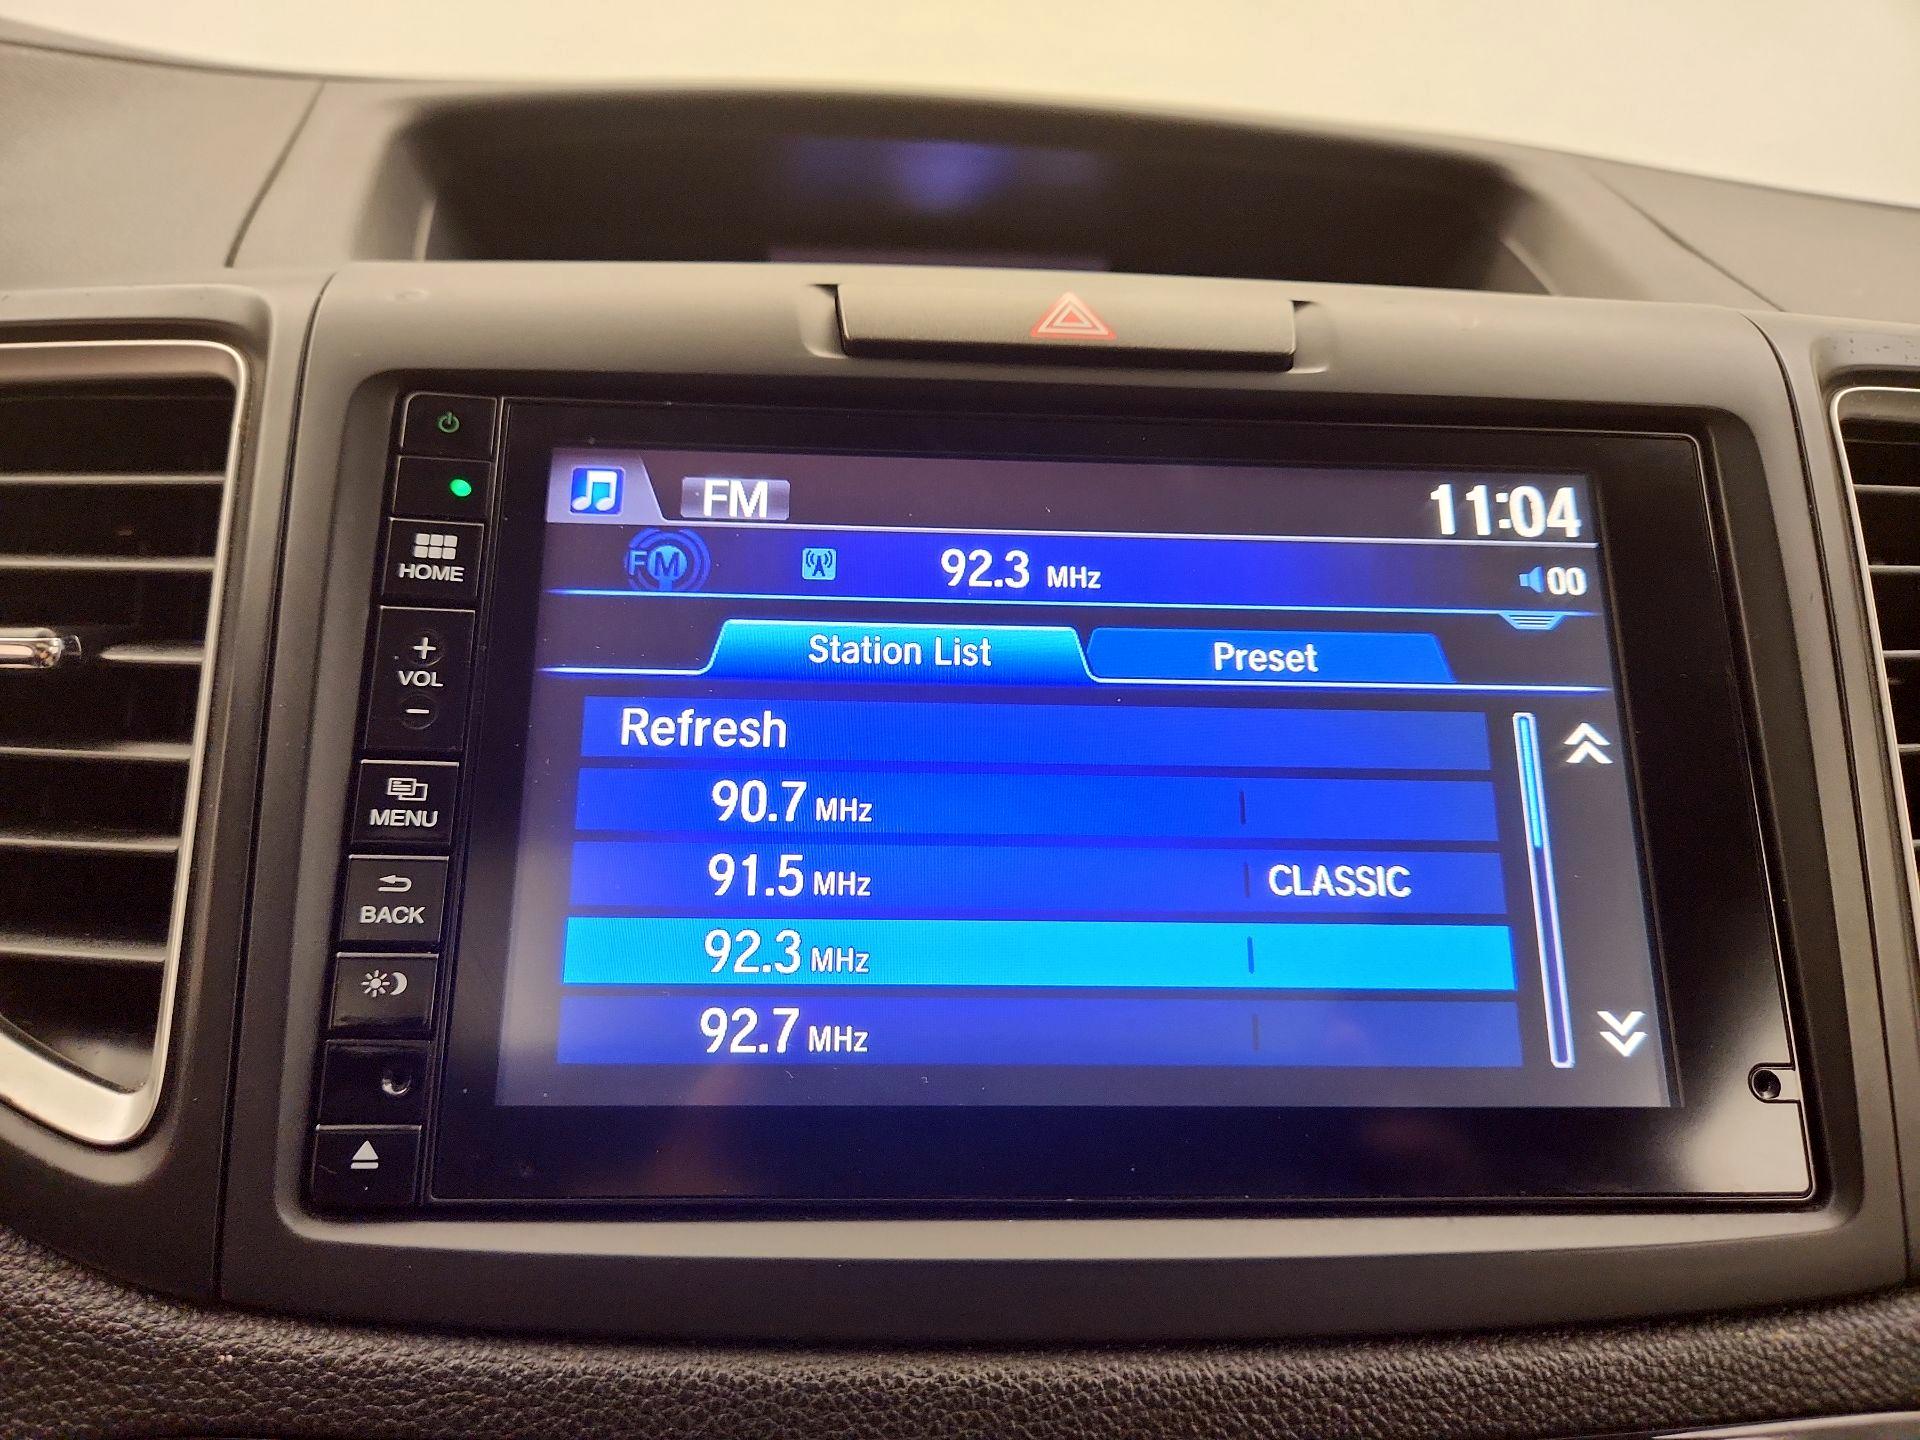 FM
11:04
FM
92.3 MHz
00
Station List
Preset
Refresh
90.7 MHz
91.5 MHz CLASSIC
92.3 MHz
92.7 MHz
HOME
+
VOL
−
MENU
BACK